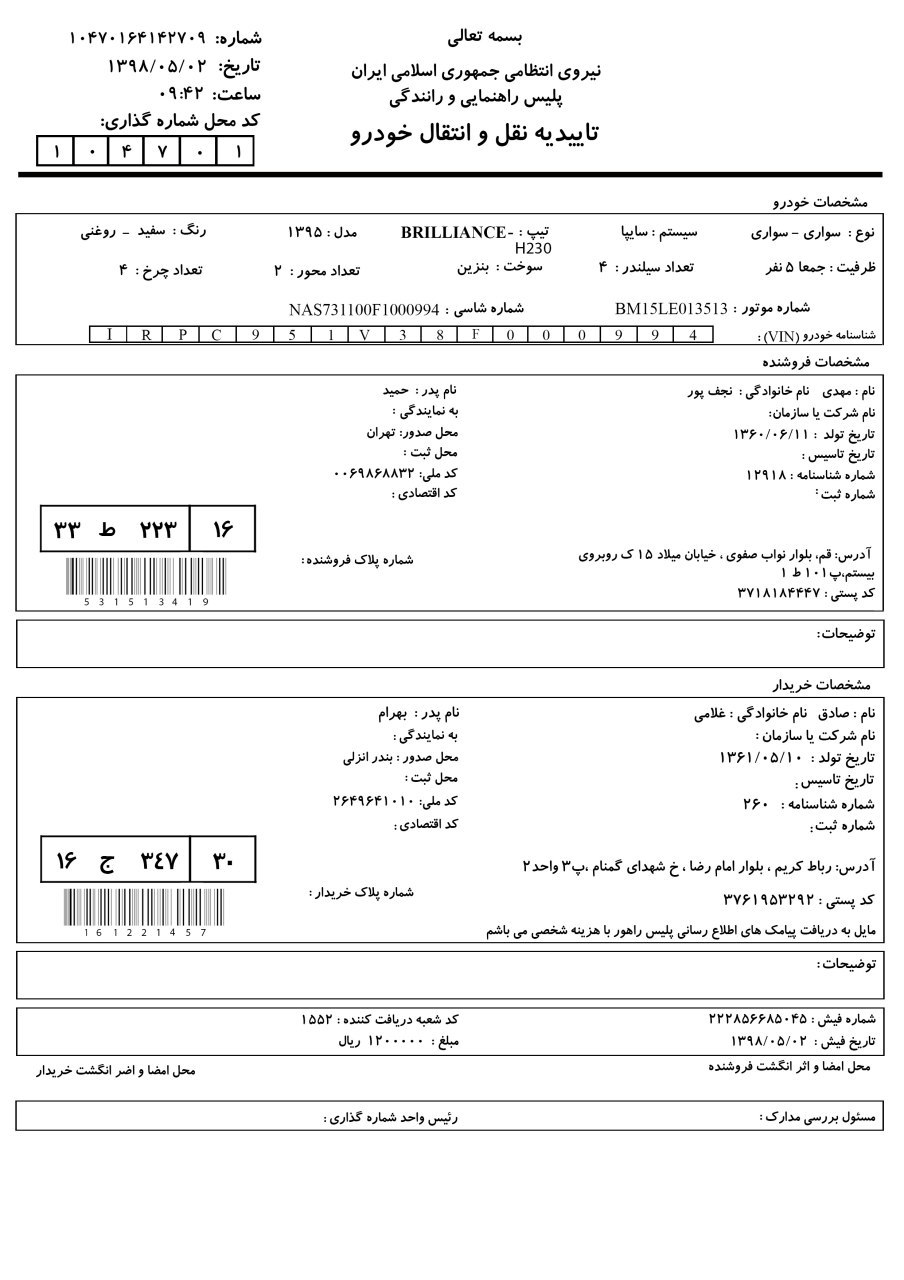 بسمه تعالی
نیروی انتظامی جمهوری اسلامی ایران
پلیس راهنمایی و رانندگی
تاییدیه نقل و انتقال خودرو
شماره: ۱۰۴۷۰۱۶۴۱۴۲۷۰۹
تاریخ: ۱۳۹۸/۰۵/۰۲
ساعت: ۰۹:۴۲
کد محل شماره گذاری:
۱ ۰ ۴ ۷ ۰ ۱
مشخصات خودرو
نوع : سواری - سواری سیستم : سایپا تیپ : -BRILLIANCE مدل : ۱۳۹۵ رنگ : سفید - روغنی
H230
ظرفیت : جمعا ۵ نفر تعداد سیلندر : ۴ سوخت : بنزین تعداد محور : ۲ تعداد چرخ : ۴
شماره موتور : BM15LE013513 شماره شاسی : NAS731100F1000994
شناسنامه خودرو (VIN) : I R P C 9 5 1 V 3 8 F 0 0 0 9 9 4
مشخصات فروشنده
نام : مهدی نام خانوادگی : نجف پور نام پدر : حمید
نام شرکت یا سازمان: به نمایندگی :
تاریخ تولد : ۱۳۶۰/۰۶/۱۱ محل صدور: تهران
تاریخ تاسیس : محل ثبت :
شماره شناسنامه : ۱۲۹۱۸ کد ملی: ۰۰۶۹۸۶۸۸۳۲
شماره ثبت : کد اقتصادی :
۳۳ ط ۲۲۳ ۱۶
آدرس: قم، بلوار نواب صفوی ، خیابان میلاد ۱۵ ک روبروی شماره پلاک فروشنده :
بیستم،پ۱۰۱ ط ۱
کد پستی : ۳۷۱۸۱۸۴۴۴۷
5 3 1 5 1 3 4 1 9
توضیحات:
مشخصات خریدار
نام : صادق نام خانوادگی : غلامی نام پدر : بهرام
نام شرکت یا سازمان : به نمایندگی :
تاریخ تولد : ۱۳۶۱/۰۵/۱۰ محل صدور : بندر انزلی
تاریخ تاسیس : محل ثبت :
شماره شناسنامه : ۲۶۰ کد ملی: ۲۶۴۹۶۴۱۰۱۰
شماره ثبت: کد اقتصادی :
۱۶ ج ۳٤۷ ۳۰
آدرس: رباط کریم ، بلوار امام رضا ، خ شهدای گمنام ،پ۳ واحد۲
شماره پلاک خریدار :
کد پستی : ۳۷۶۱۹۵۳۲۹۲
1 6 1 2 2 1 4 5 7
مایل به دریافت پیامک های اطلاع رسانی پلیس راهور با هزینه شخصی می باشم
توضیحات:
شماره فیش : ۲۲۲۸۵۶۶۸۵۰۴۵ کد شعبه دریافت کننده : ۱۵۵۲
تاریخ فیش : ۱۳۹۸/۰۵/۰۲ مبلغ : ۱۲۰۰۰۰۰ ریال
محل امضا و اثر انگشت فروشنده محل امضا و اضر انگشت خریدار
مسئول بررسی مدارک : رئیس واحد شماره گذاری :